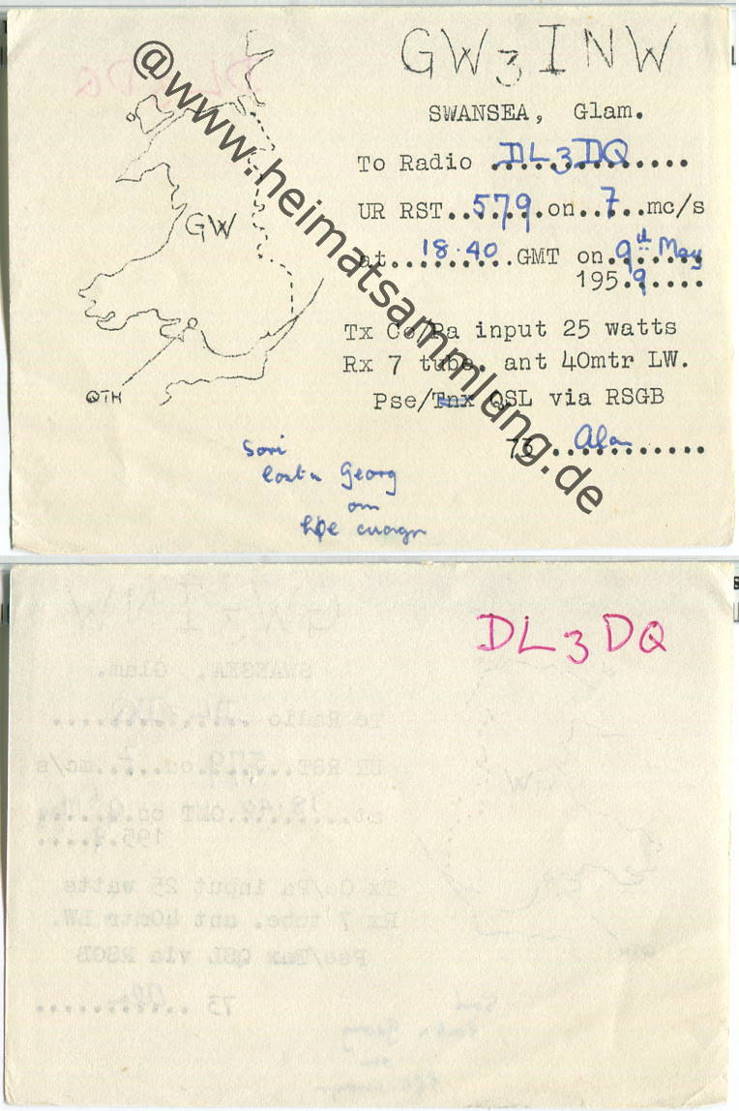 GW3INW
SWANSEA, Glam.
To Radio DL3DQ
UR RST..579..on..7..mc/s
at..18.40..GMT on 9th May
195.9....
GW
Tx Co/Pa input 25 watts
Rx 7 tube. ant 40mtr LW.
QTH
Pse/Tnx QSL via RSGB
73 .Alan............
Georg
om
@www.heimatsammlung.de
DL3DQ